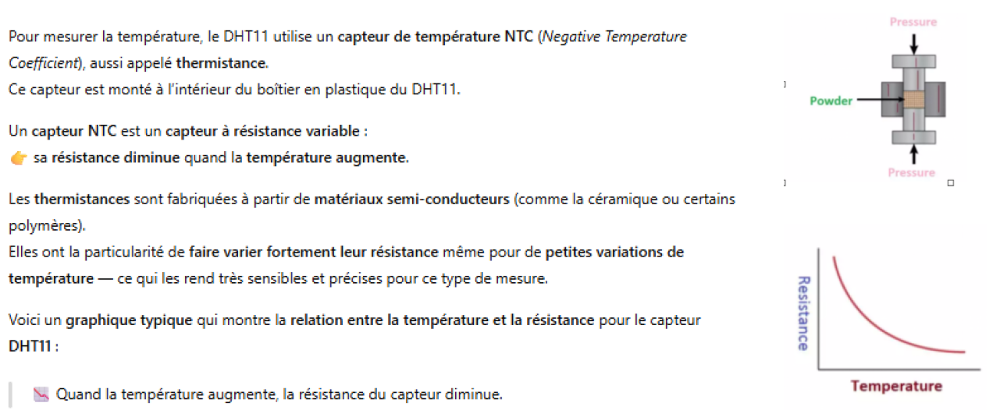 Pour mesurer la température, le DHT11 utilise un capteur de température NTC (Negative Temperature
Coefficient), aussi appelé thermistance.
Ce capteur est monté à l'intérieur du boîtier en plastique du DHT11.
Un capteur NTC est un capteur à résistance variable :
👉 sa résistance diminue quand la température augmente.
Les thermistances sont fabriquées à partir de matériaux semi-conducteurs (comme la céramique ou certains
polymères).
Elles ont la particularité de faire varier fortement leur résistance même pour de petites variations de
température — ce qui les rend très sensibles et précises pour ce type de mesure.
Voici un graphique typique qui montre la relation entre la température et la résistance pour le capteur
DHT11 :
📉 Quand la température augmente, la résistance du capteur diminue.
Pressure
Powder
Pressure
Resistance
Temperature